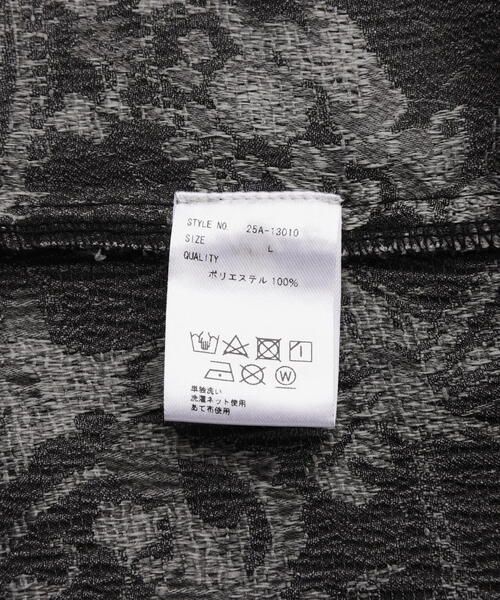 STYLE NO. 25A-13010
SIZE L
QUALITY
ポリエステル 100%
W
単独洗い
洗濯ネット使用
あて布使用